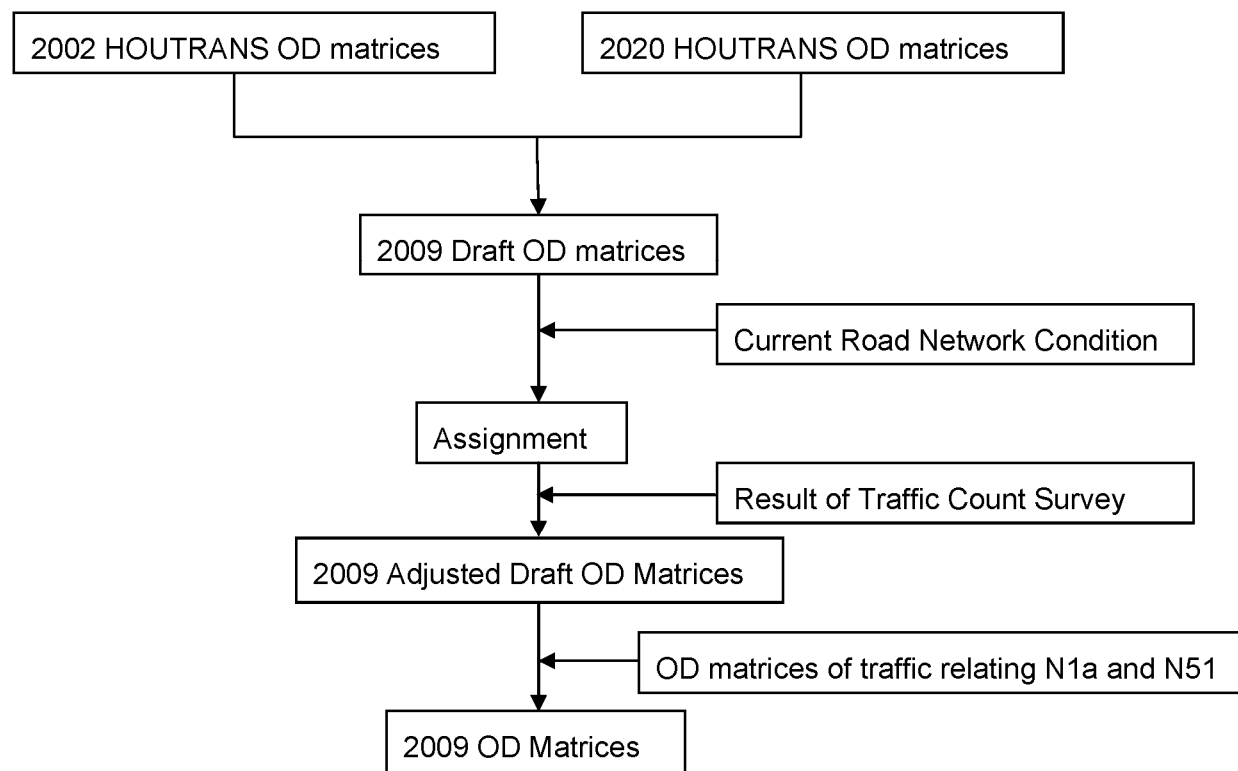 2002 HOUTRANS OD matrices
2020 HOUTRANS OD matrices
2009 Draft OD matrices
Current Road Network Condition
Assignment
Result of Traffic Count Survey
2009 Adjusted Draft OD Matrices
OD matrices of traffic relating N1a and N51
2009 OD Matrices